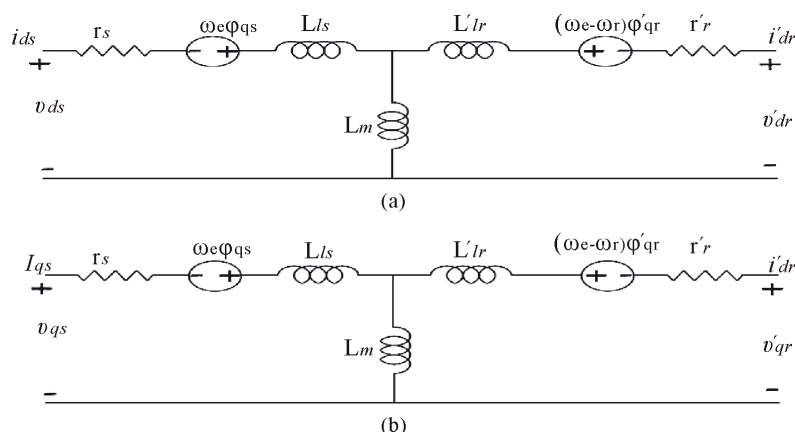 ids rs ωeφqs Lls L′lr (ωe-ωr)φ′qr r′r i′dr
- + + -
+ +
υds Lm υ′dr
- -
(a)
Iqs rs ωeφqs Lls L′lr (ωe-ωr)φ′qr r′r i′dr
- + + -
+ +
υqs Lm υ′qr
- -
(b)